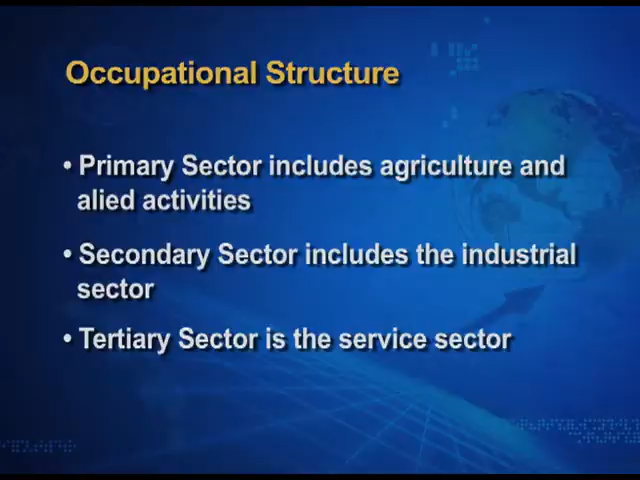 Occupational Structure
• Primary Sector includes agriculture and
alied activities
• Secondary Sector includes the industrial
sector
• Tertiary Sector is the service sector